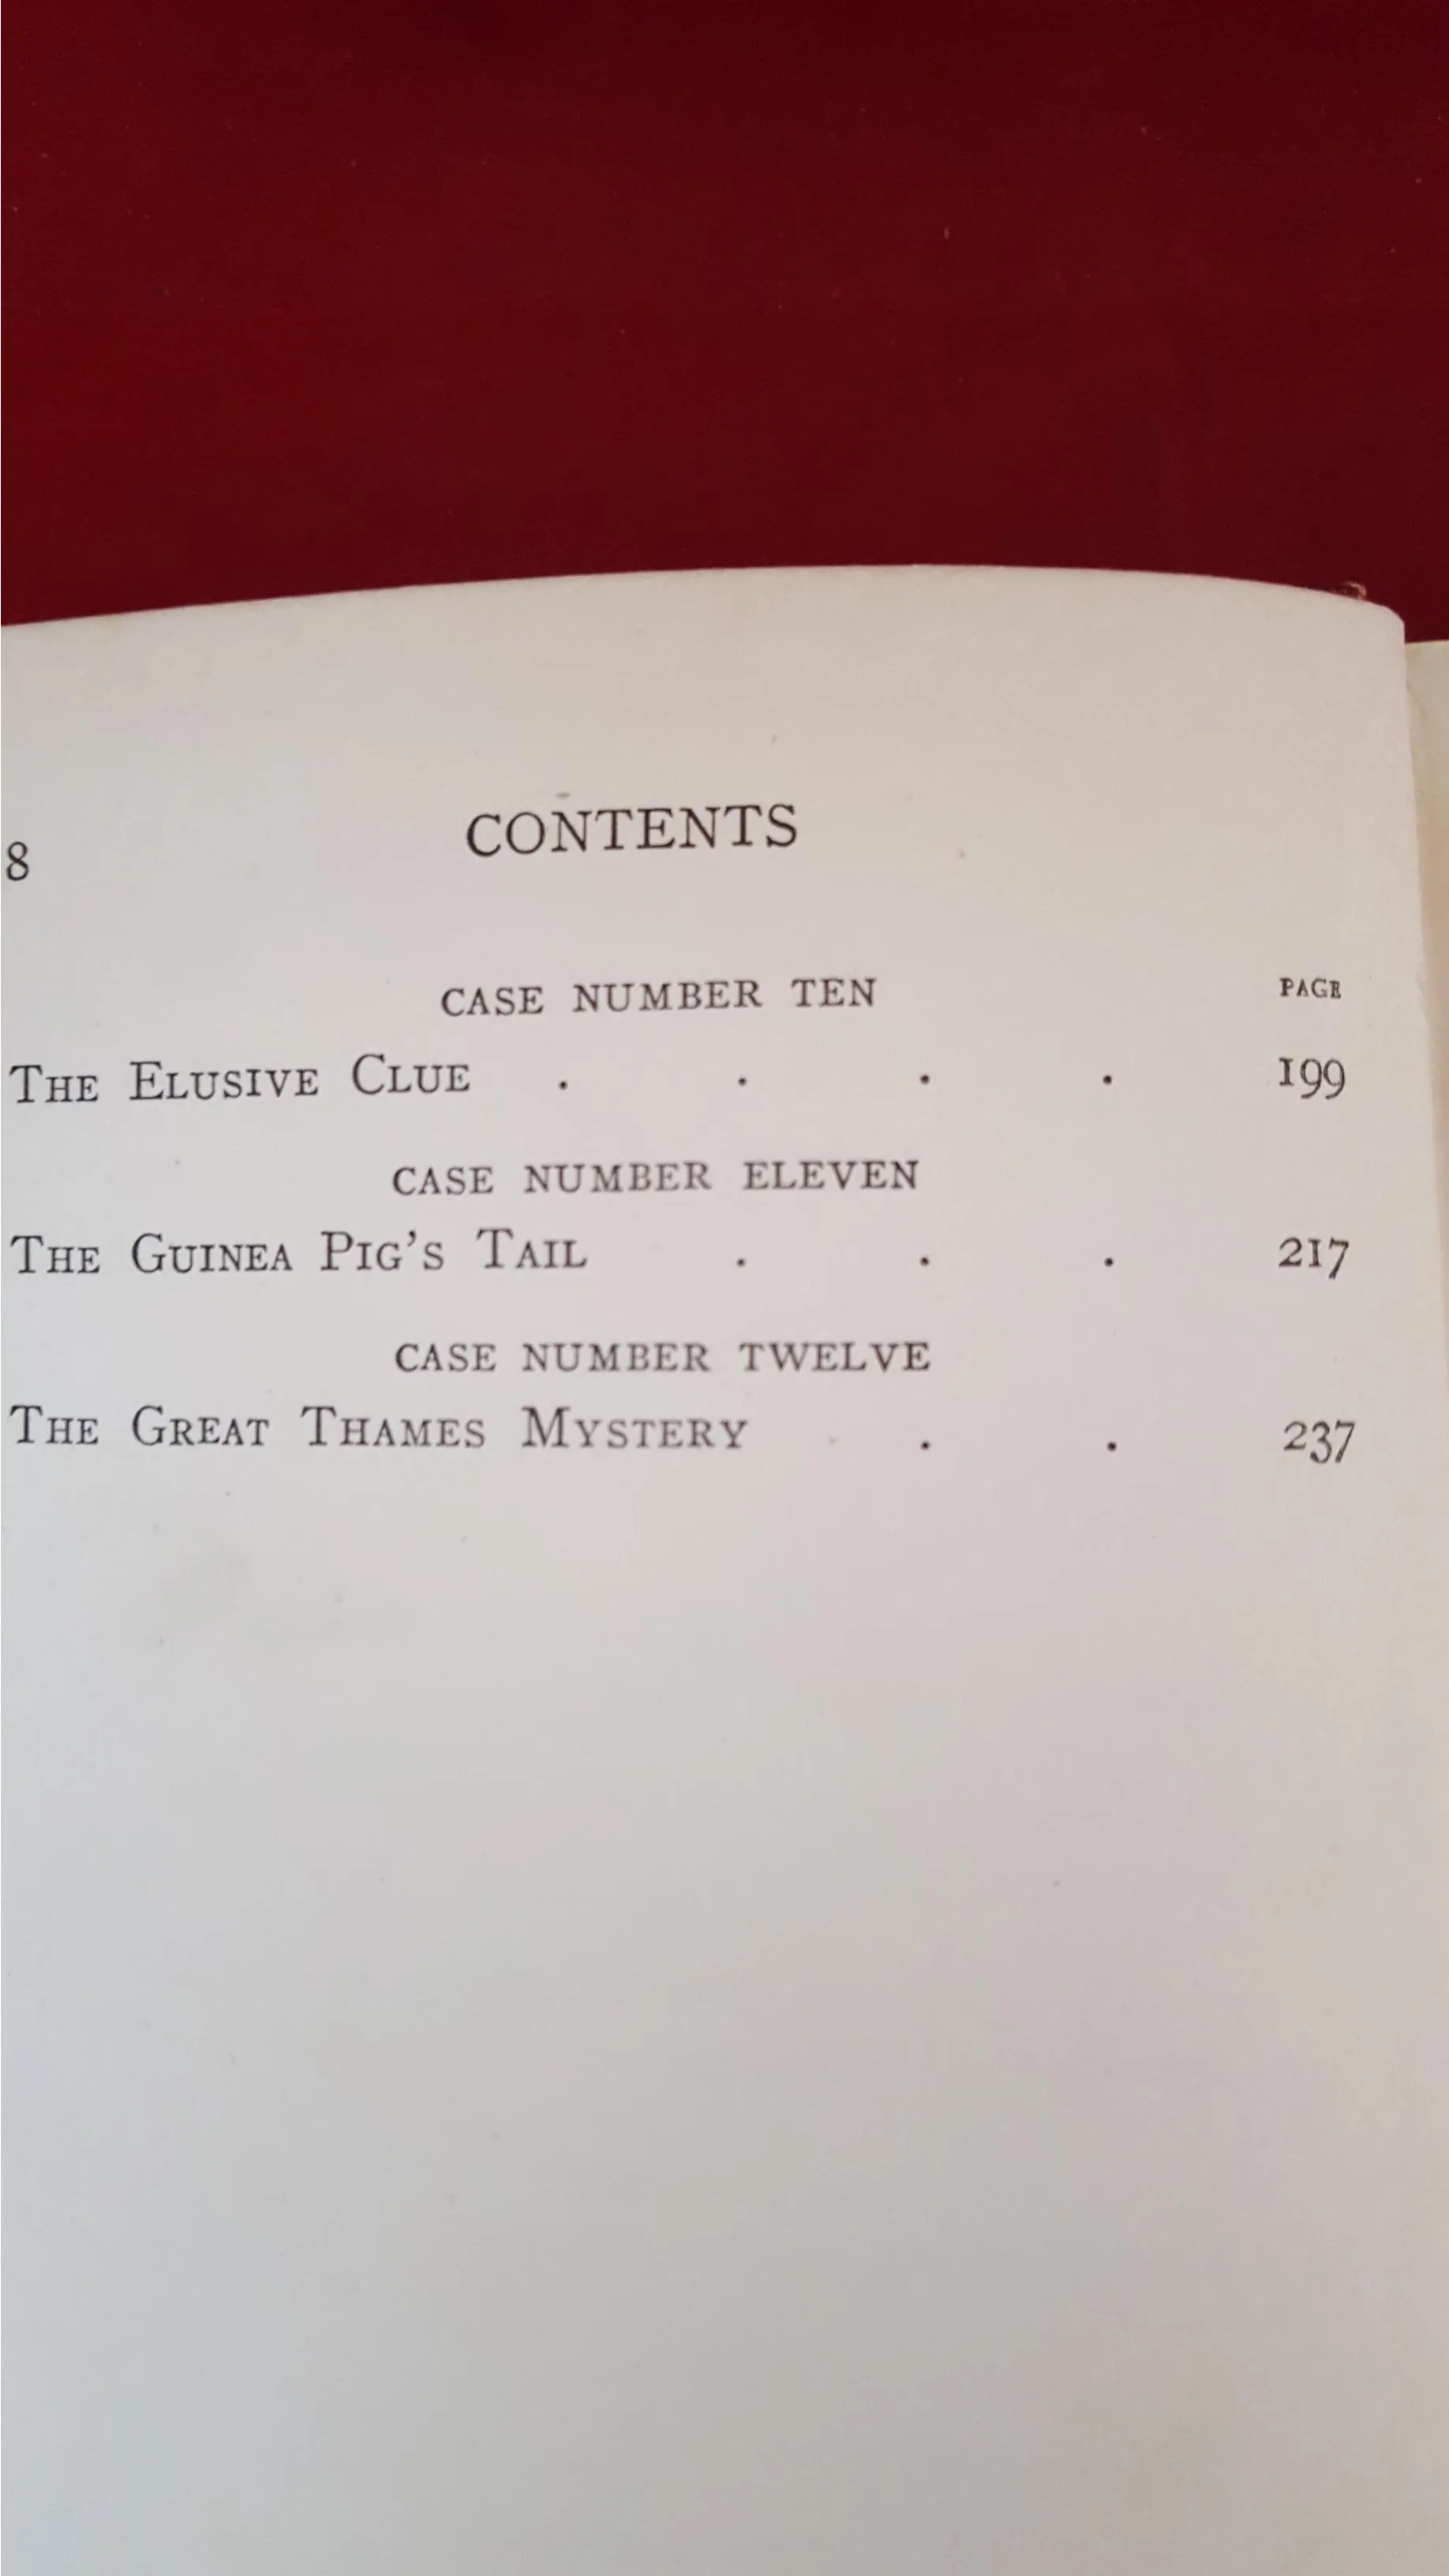 8 CONTENTS
CASE NUMBER TEN PAGE
THE ELUSIVE CLUE . . . . 199
CASE NUMBER ELEVEN
THE GUINEA PIG'S TAIL . . . 217
CASE NUMBER TWELVE
THE GREAT THAMES MYSTERY . . 237